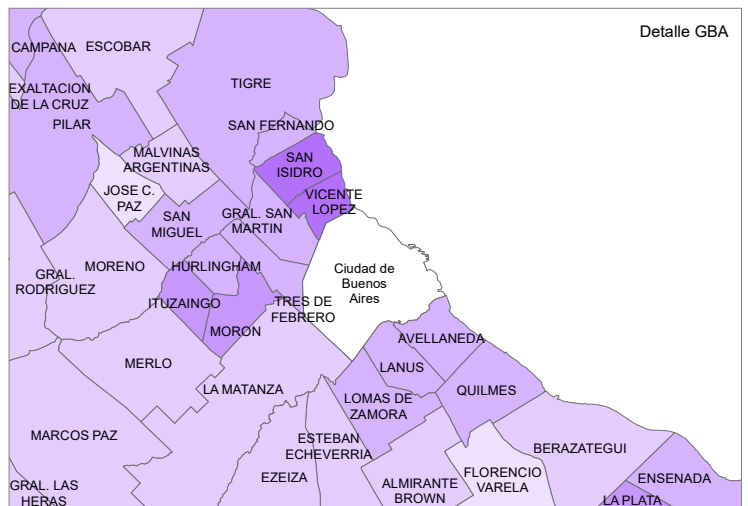 Detalle GBA
CAMPANA
ESCOBAR
TIGRE
EXALTACION
DE LA CRUZ
PILAR
SAN FERNANDO
MALVINAS
ARGENTINAS
SAN
ISIDRO
JOSE C.
PAZ
VICENTE
LOPEZ
SAN
MIGUEL
GRAL. SAN
MARTIN
GRAL.
RODRIGUEZ
MORENO
HURLINGHAM
Ciudad de
Buenos
Aires
ITUZAINGO
TRES DE
FEBRERO
MORON
AVELLANEDA
MERLO
LANUS
LA MATANZA
QUILMES
LOMAS DE
ZAMORA
MARCOS PAZ
ESTEBAN
ECHEVERRIA
BERAZATEGUI
EZEIZA
ALMIRANTE
BROWN
FLORENCIO
VARELA
ENSENADA
GRAL. LAS
HERAS
LA PLATA